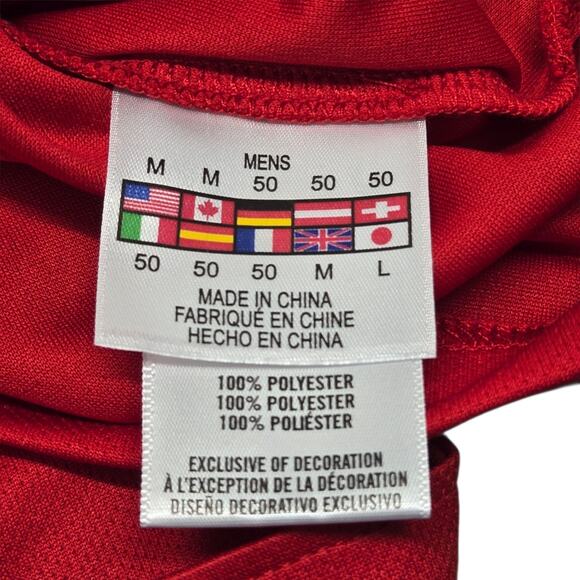 MENS
M M 50 50 50
50 50 50 M L
MADE IN CHINA
FABRIQUÉ EN CHINE
HECHO EN CHINA
100% POLYESTER
100% POLYESTER
100% POLIÉSTER
EXCLUSIVE OF DECORATION
À L'EXCEPTION DE LA DÉCORATION
DISEÑO DECORATIVO EXCLUSIVO